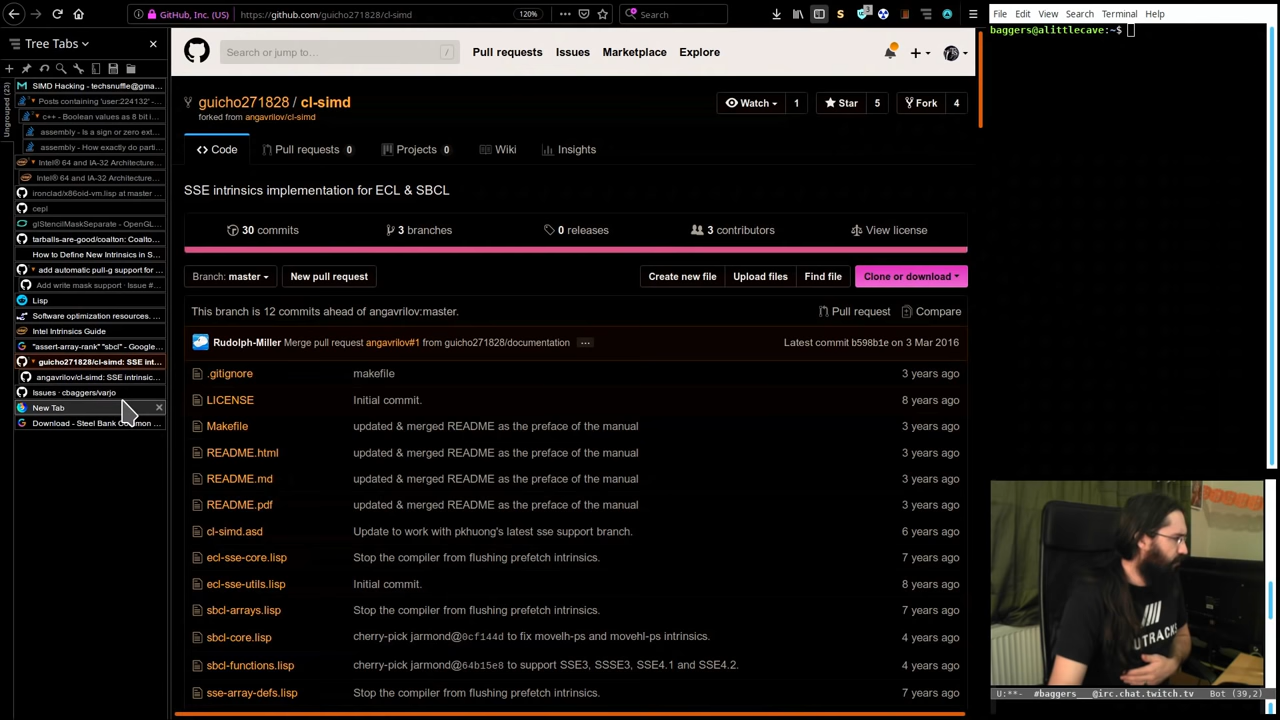 GitHub, Inc. (US)
https://github.com/guicho271828/cl-simd
120%
Search
File Edit View Search Terminal Help
baggers@alittlecave:~$
Tree Tabs
Search or jump to...
/
Pull requests Issues Marketplace Explore
Ungrouped (23)
SIMD Hacking - techsnuffle@gma...
Posts containing 'user:224132' -...
c++ - Boolean values as 8 bit i...
assembly - Is a sign or zero ext...
assembly - How exactly do parti...
Intel® 64 and IA-32 Architecture...
Intel® 64 and IA-32 Architecture...
ironclad/x86oid-vm.lisp at master ...
cepl
glStencilMaskSeparate - OpenGL...
tarballs-are-good/coalton: Coalto...
How to Define New Intrinsics in S...
add automatic pull-g support for ...
Add write mask support · Issue #...
Lisp
Software optimization resources. ...
Intel Intrinsics Guide
"assert-array-rank" "sbcl" - Google...
guicho271828/cl-simd: SSE int...
angavrilov/cl-simd: SSE intrinsic...
Issues · cbaggers/varjo
New Tab
Download - Steel Bank Common ...
guicho271828 / cl-simd
forked from angavrilov/cl-simd
Watch 1 Star 5 Fork 4
Code Pull requests 0 Projects 0 Wiki Insights
SSE intrinsics implementation for ECL & SBCL
30 commits 3 branches 0 releases 3 contributors View license
Branch: master New pull request Create new file Upload files Find file Clone or download
This branch is 12 commits ahead of angavrilov:master. Pull request Compare
Rudolph-Miller Merge pull request angavrilov#1 from guicho271828/documentation ... Latest commit b598b1e on 3 Mar 2016
.gitignore makefile 3 years ago
LICENSE Initial commit. 8 years ago
Makefile updated & merged README as the preface of the manual 3 years ago
README.html updated & merged README as the preface of the manual 3 years ago
README.md updated & merged README as the preface of the manual 3 years ago
README.pdf updated & merged README as the preface of the manual 3 years ago
cl-simd.asd Update to work with pkhuong's latest sse support branch. 6 years ago
ecl-sse-core.lisp Stop the compiler from flushing prefetch intrinsics. 7 years ago
ecl-sse-utils.lisp Initial commit. 8 years ago
sbcl-arrays.lisp Stop the compiler from flushing prefetch intrinsics. 7 years ago
sbcl-core.lisp cherry-pick jarmond@0cf144d to fix movelh-ps and movehl-ps intrinsics. 4 years ago
sbcl-functions.lisp cherry-pick jarmond@64b15e8 to support SSE3, SSSE3, SSE4.1 and SSE4.2. 4 years ago
sse-array-defs.lisp Stop the compiler from flushing prefetch intrinsics. 7 years ago
UTRACKS
U:**- #baggers___@irc.chat.twitch.tv Bot (39,2)